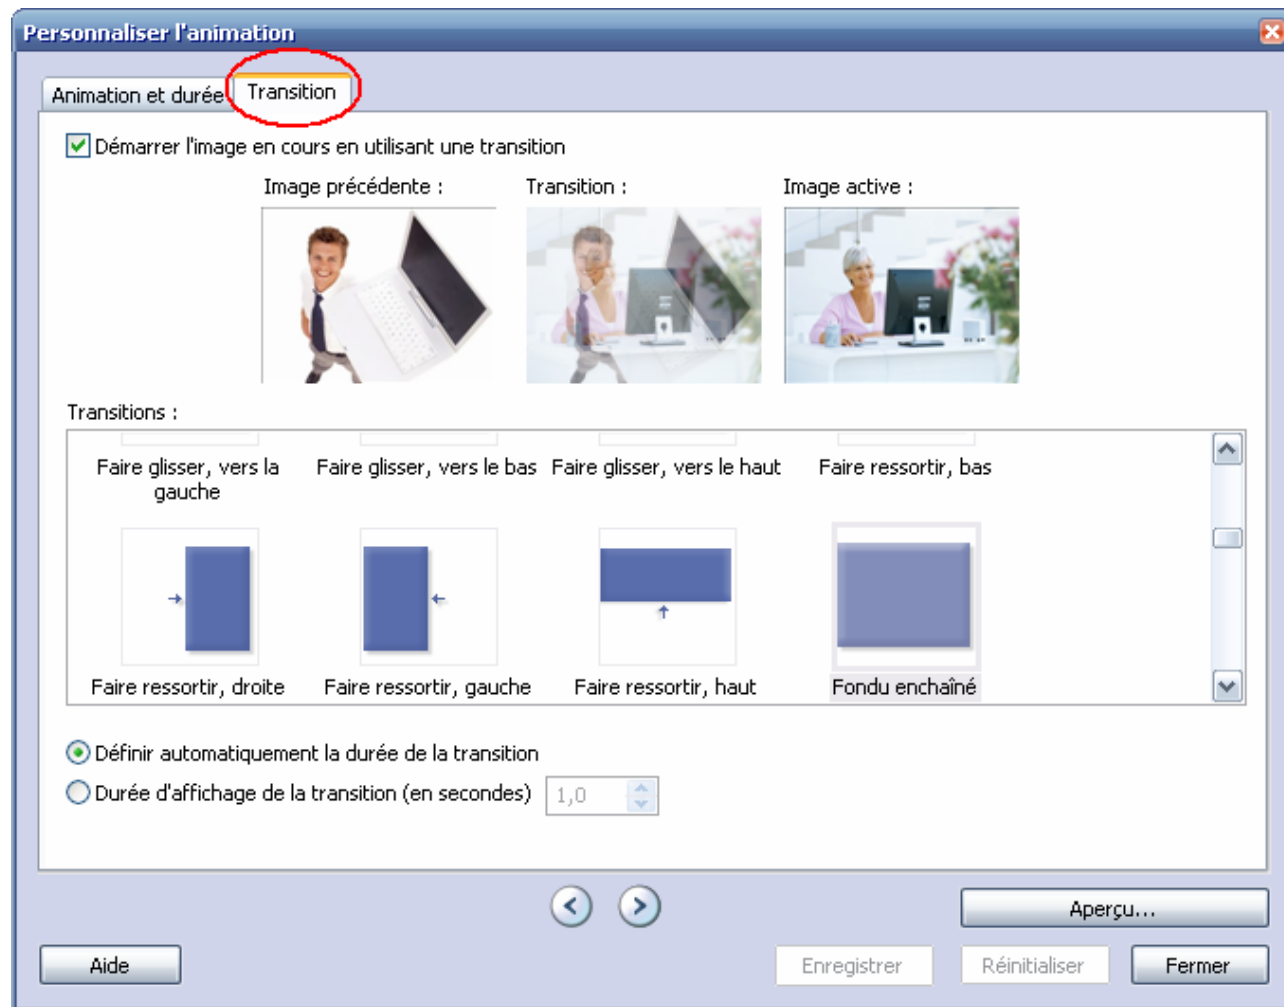 Personnaliser l'animation
Animation et durée
Transition
Démarrer l'image en cours en utilisant une transition
Image précédente :
Transition :
Image active :
Transitions :
Faire glisser, vers la
gauche
Faire glisser, vers le bas
Faire glisser, vers le haut
Faire ressortir, bas
Faire ressortir, droite
Faire ressortir, gauche
Faire ressortir, haut
Fondu enchaîné
Définir automatiquement la durée de la transition
Durée d'affichage de la transition (en secondes)
1,0
Aperçu...
Aide
Enregistrer
Réinitialiser
Fermer